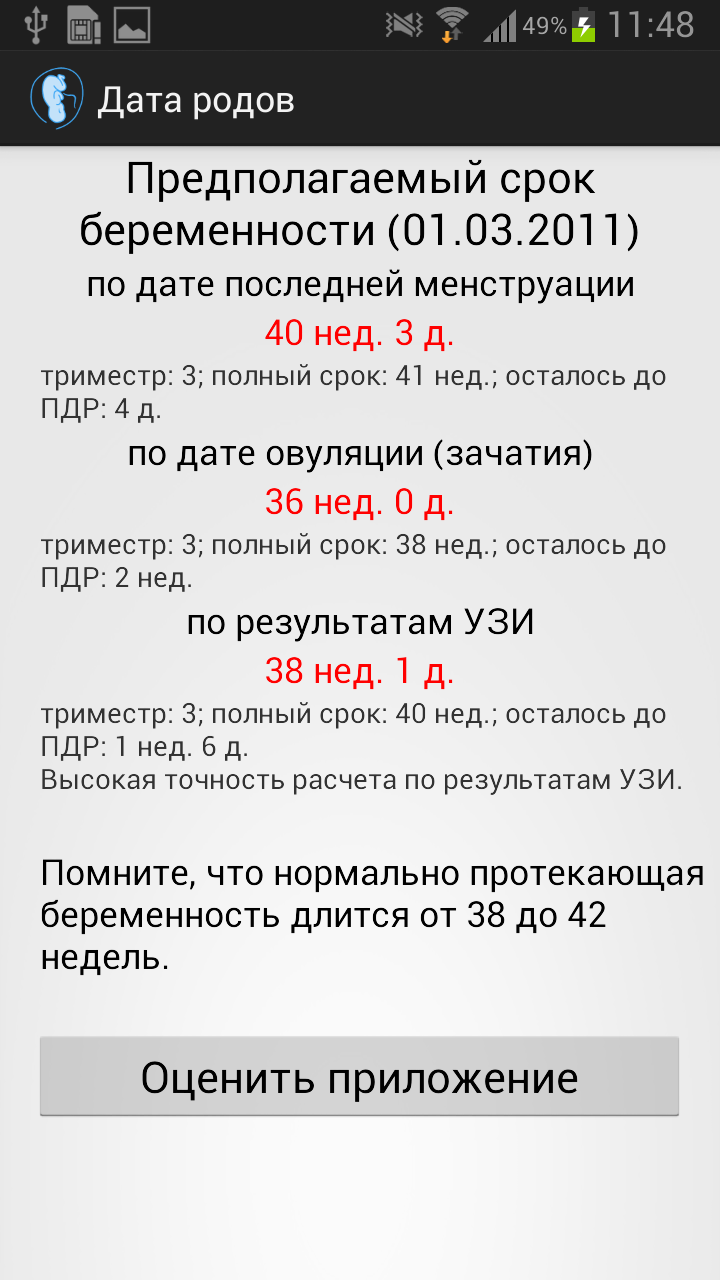 49% 11:48
Дата родов
Предполагаемый срок
беременности (01.03.2011)
по дате последней менструации
40 нед. 3 д.
триместр: 3; полный срок: 41 нед.; осталось до
ПДР: 4 д.
по дате овуляции (зачатия)
36 нед. 0 д.
триместр: 3; полный срок: 38 нед.; осталось до
ПДР: 2 нед.
по результатам УЗИ
38 нед. 1 д.
триместр: 3; полный срок: 40 нед.; осталось до
ПДР: 1 нед. 6 д.
Высокая точность расчета по результатам УЗИ.
Помните, что нормально протекающая
беременность длится от 38 до 42
недель.
Оценить приложение